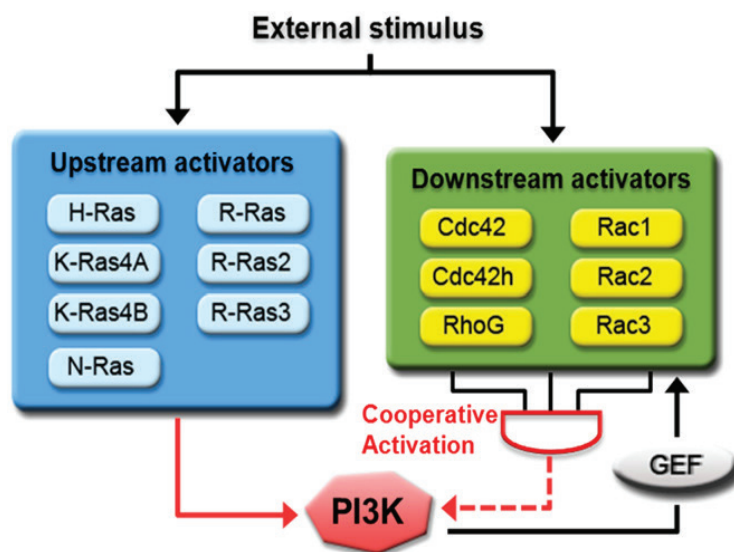 External stimulus
Upstream activators
H-Ras
R-Ras
K-Ras4A
R-Ras2
K-Ras4B
R-Ras3
N-Ras
Downstream activators
Cdc42
Rac1
Cdc42h
Rac2
RhoG
Rac3
Cooperative
Activation
GEF
PI3K